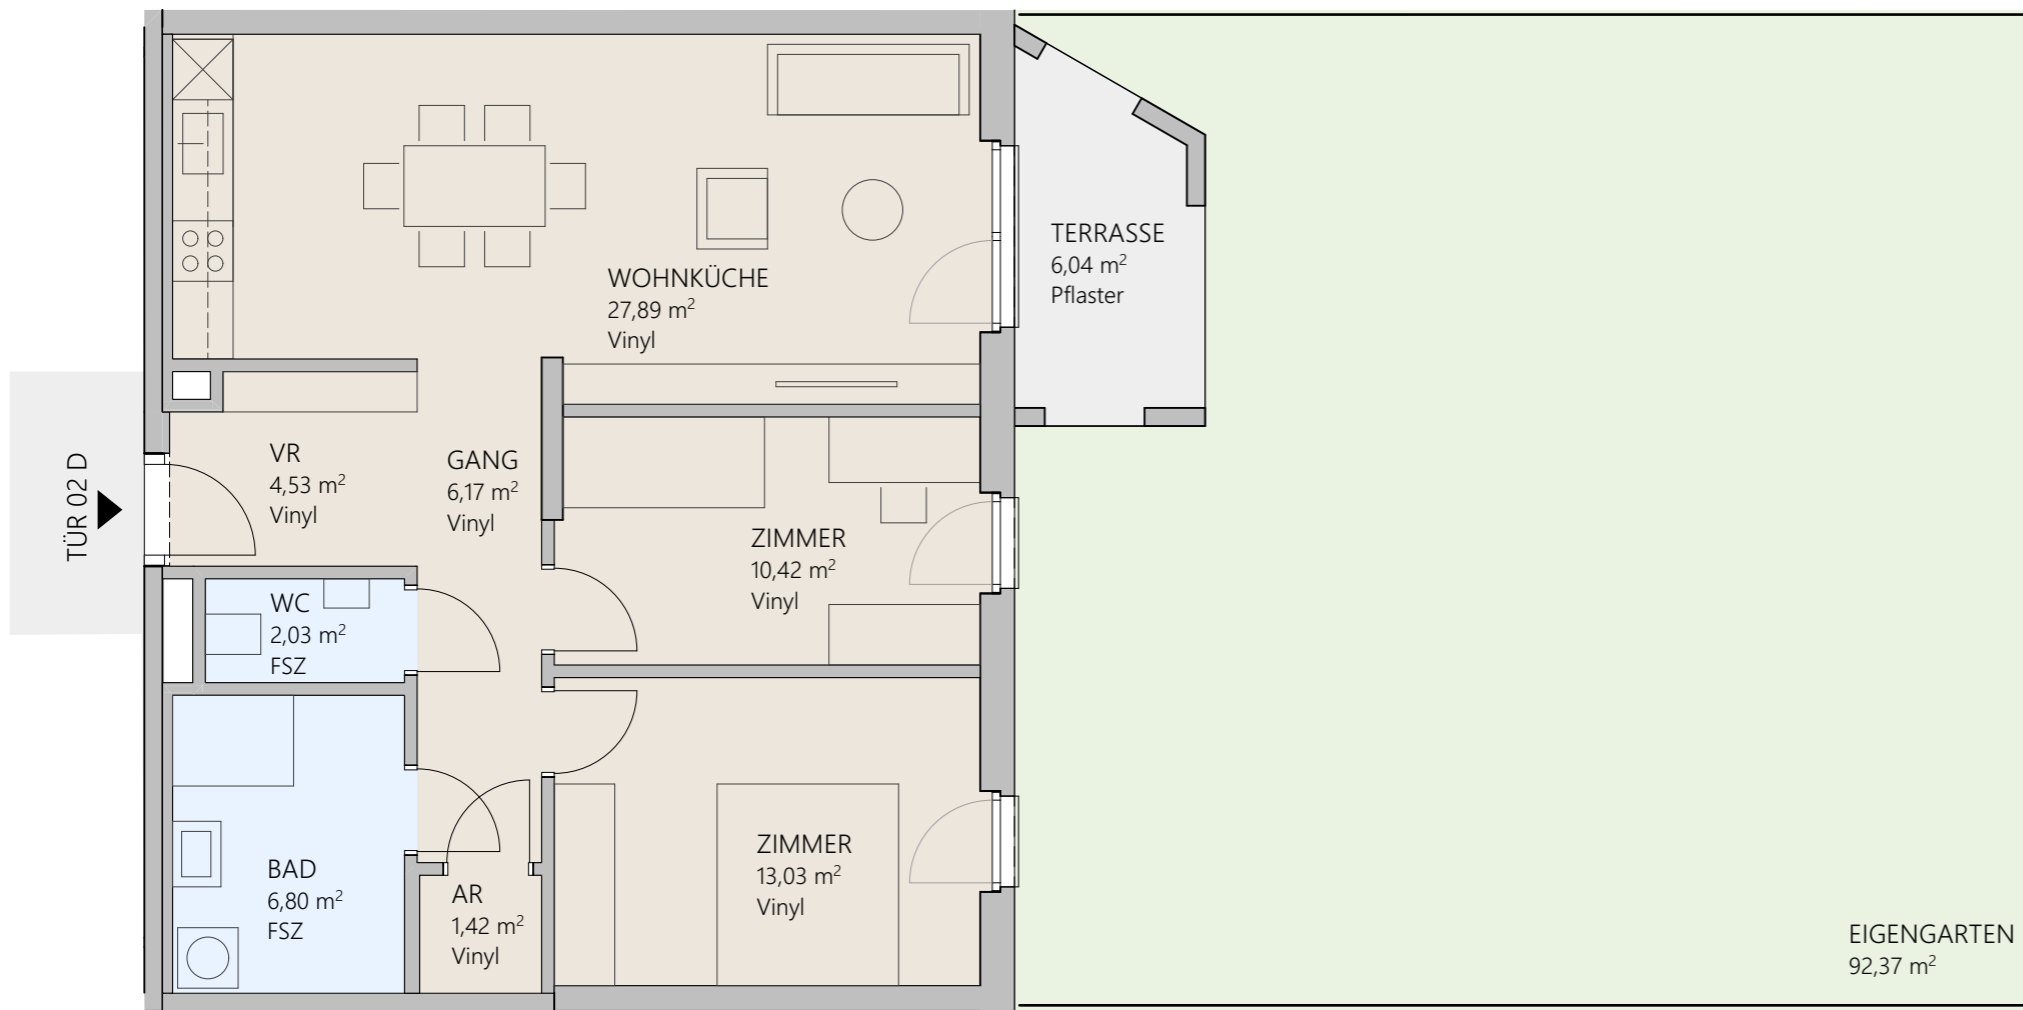 TERRASSE
6,04 m²
Pflaster
WOHNKÜCHE
27,89 m²
Vinyl
TÜR 02 D
VR
4,53 m²
Vinyl
GANG
6,17 m²
Vinyl
ZIMMER
10,42 m²
Vinyl
WC
2,03 m²
FSZ
ZIMMER
13,03 m²
Vinyl
BAD
6,80 m²
FSZ
AR
1,42 m²
Vinyl
EIGENGARTEN
92,37 m²